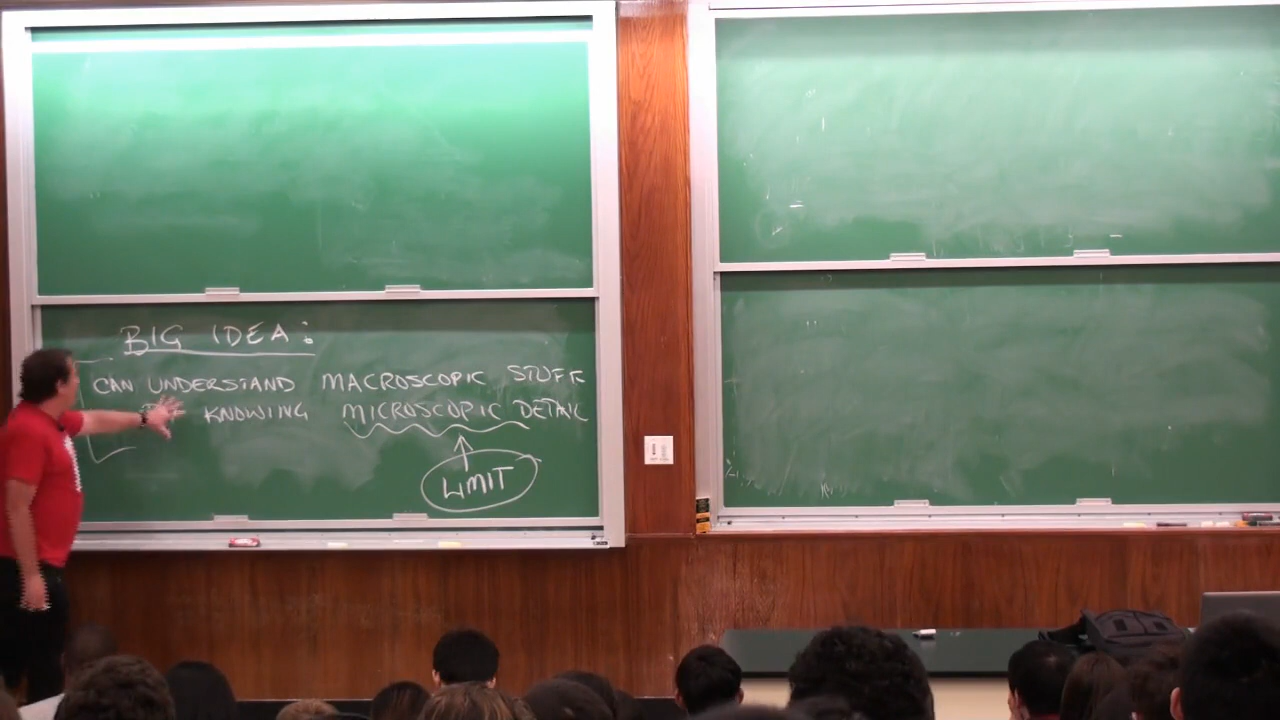 BIG IDEA:
CAN UNDERSTAND MACROSCOPIC STUFF
KNOWING MICROSCOPIC DETAIL
LIMIT